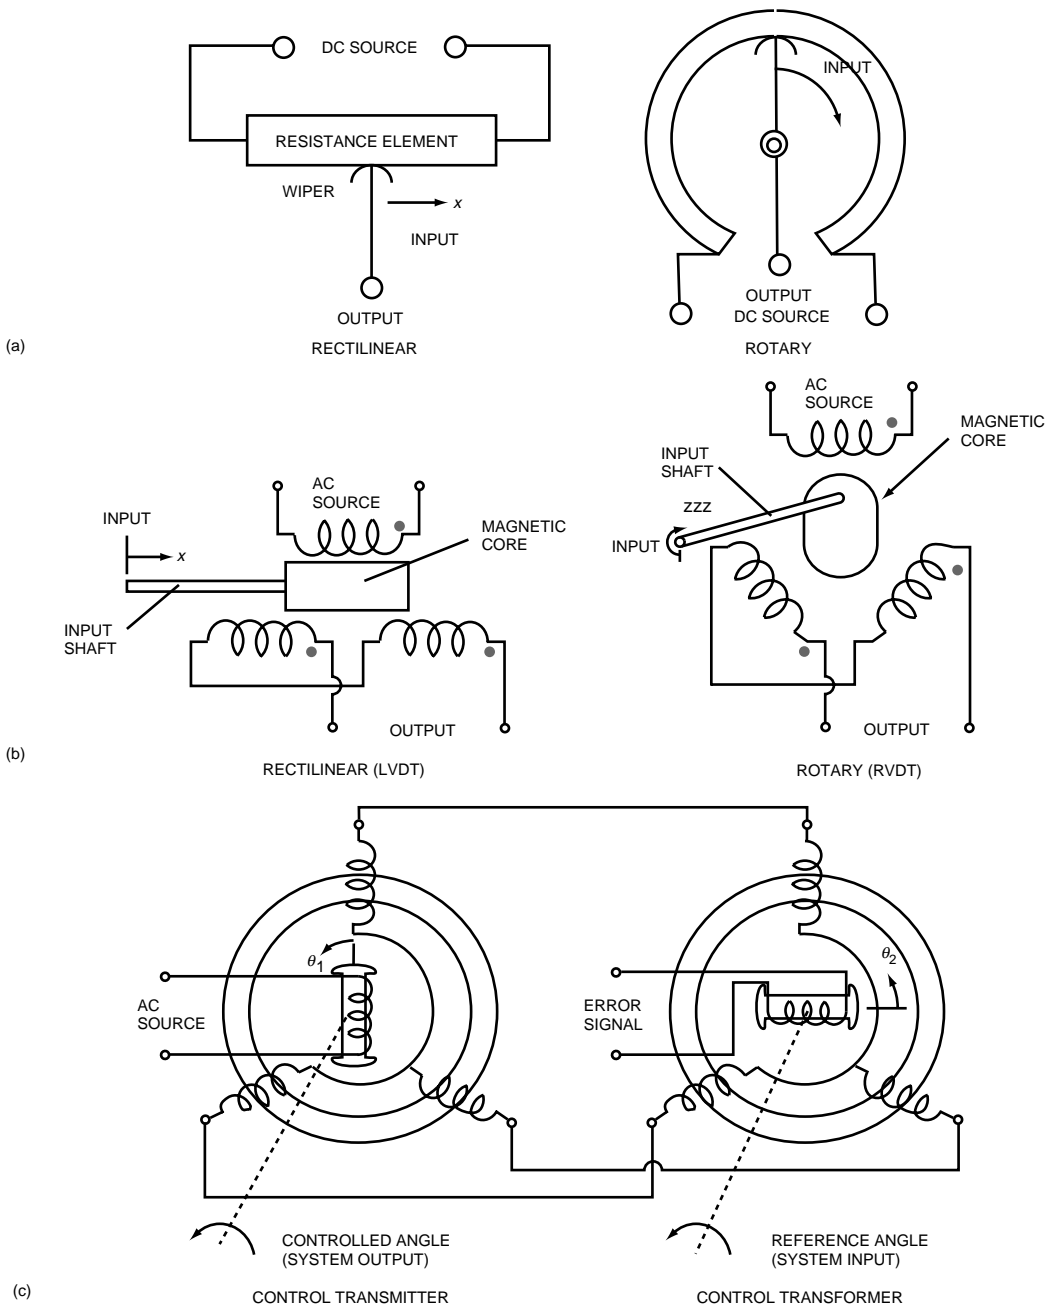 DC SOURCE
RESISTANCE ELEMENT
WIPER
x
INPUT
OUTPUT
RECTILINEAR
INPUT
OUTPUT
DC SOURCE
ROTARY
(a)
AC
SOURCE
INPUT
x
MAGNETIC
CORE
INPUT
SHAFT
OUTPUT
RECTILINEAR (LVDT)
AC
SOURCE
MAGNETIC
CORE
INPUT
SHAFT
zzz
INPUT
OUTPUT
ROTARY (RVDT)
(b)
θ1
AC
SOURCE
θ2
ERROR
SIGNAL
CONTROLLED ANGLE
(SYSTEM OUTPUT)
CONTROL TRANSMITTER
REFERENCE ANGLE
(SYSTEM INPUT)
CONTROL TRANSFORMER
(c)